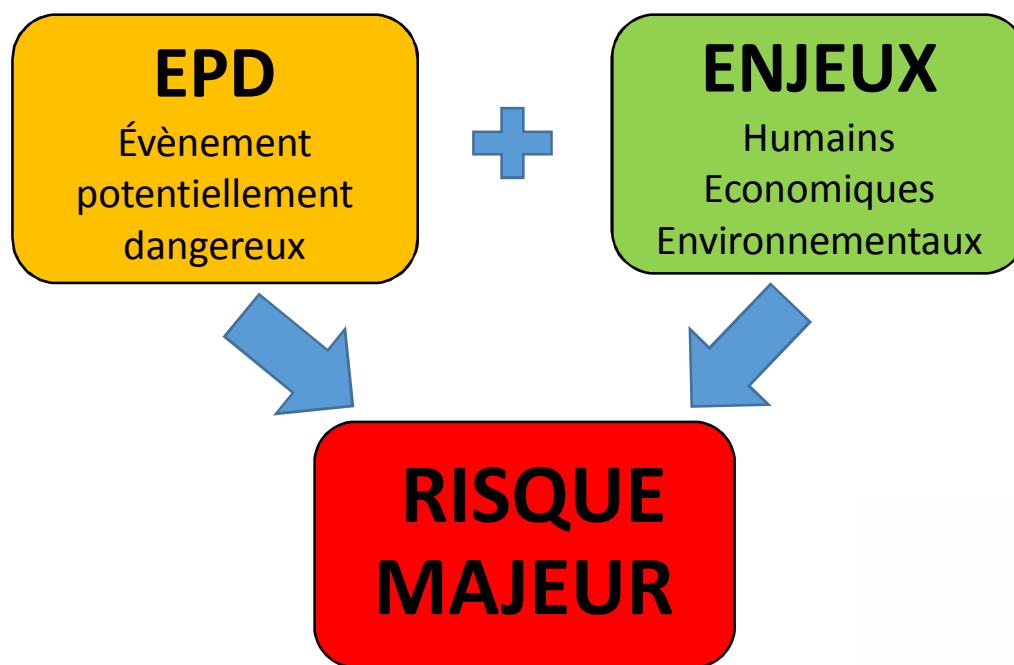 EPD
Évènement
potentiellement
dangereux
ENJEUX
Humains
Economiques
Environnementaux
RISQUE
MAJEUR